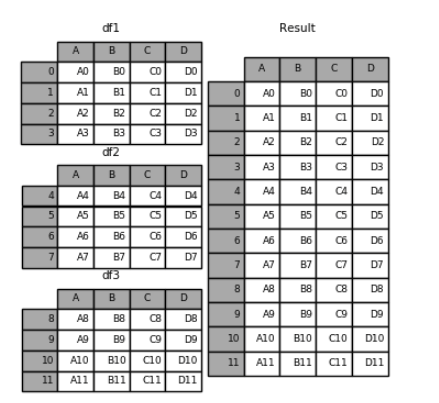 df1
A B C D
0 A0 B0 C0 D0
1 A1 B1 C1 D1
2 A2 B2 C2 D2
3 A3 B3 C3 D3
df2
A B C D
4 A4 B4 C4 D4
5 A5 B5 C5 D5
6 A6 B6 C6 D6
7 A7 B7 C7 D7
df3
A B C D
8 A8 B8 C8 D8
9 A9 B9 C9 D9
10 A10 B10 C10 D10
11 A11 B11 C11 D11
Result
A B C D
0 A0 B0 C0 D0
1 A1 B1 C1 D1
2 A2 B2 C2 D2
3 A3 B3 C3 D3
4 A4 B4 C4 D4
5 A5 B5 C5 D5
6 A6 B6 C6 D6
7 A7 B7 C7 D7
8 A8 B8 C8 D8
9 A9 B9 C9 D9
10 A10 B10 C10 D10
11 A11 B11 C11 D11